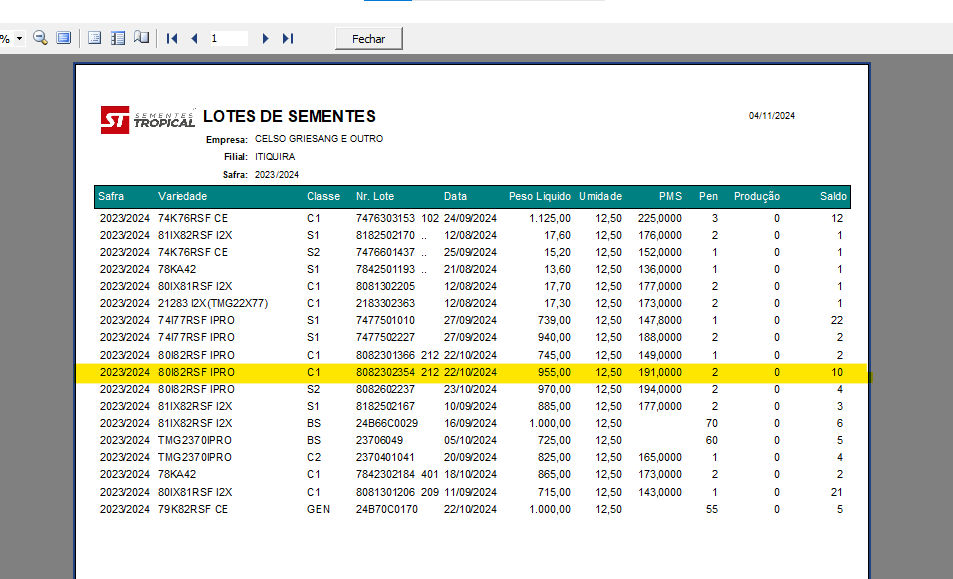 %
1
Fechar
ST SEMENTES TROPICAL
LOTES DE SEMENTES
04/11/2024
Empresa: CELSO GRIESANG E OUTRO
Filial: ITIQUIRA
Safra: 2023/2024
Safra Variedade Classe Nr. Lote Data Peso Liquido Umidade PMS Pen Produção Saldo
2023/2024 74K76RSF CE C1 7476303153 102 24/09/2024 1.125,00 12,50 225,0000 3 0 12
2023/2024 81IX82RSF I2X S1 8182502170 .. 12/08/2024 17,60 12,50 176,0000 2 0 1
2023/2024 74K76RSF CE S2 7476601437 .. 25/09/2024 15,20 12,50 152,0000 1 0 1
2023/2024 78KA42 S1 7842501193 .. 21/08/2024 13,60 12,50 136,0000 1 0 1
2023/2024 80IX81RSF I2X C1 8081302205 12/08/2024 17,70 12,50 177,0000 2 0 1
2023/2024 21283 I2X(TMG22X77) C1 2183302363 12/08/2024 17,30 12,50 173,0000 2 0 1
2023/2024 74I77RSF IPRO S1 7477501010 27/09/2024 739,00 12,50 147,8000 1 0 22
2023/2024 74I77RSF IPRO S1 7477502227 27/09/2024 940,00 12,50 188,0000 2 0 2
2023/2024 80I82RSF IPRO C1 8082301366 212 22/10/2024 745,00 12,50 149,0000 1 0 2
2023/2024 80I82RSF IPRO C1 8082302354 212 22/10/2024 955,00 12,50 191,0000 2 0 10
2023/2024 80I82RSF IPRO S2 8082602237 23/10/2024 970,00 12,50 194,0000 2 0 4
2023/2024 81IX82RSF I2X S1 8182502167 10/09/2024 885,00 12,50 177,0000 2 0 3
2023/2024 81IX82RSF I2X BS 24B66C0029 16/09/2024 1.000,00 12,50 70 0 6
2023/2024 TMG2370IPRO BS 23706049 05/10/2024 725,00 12,50 60 0 5
2023/2024 TMG2370IPRO C2 2370401041 20/09/2024 825,00 12,50 165,0000 1 0 4
2023/2024 78KA42 C1 7842302184 401 18/10/2024 865,00 12,50 173,0000 2 0 2
2023/2024 80IX81RSF I2X C1 8081301206 209 11/09/2024 715,00 12,50 143,0000 1 0 21
2023/2024 79K82RSF CE GEN 24B70C0170 22/10/2024 1.000,00 12,50 55 0 5